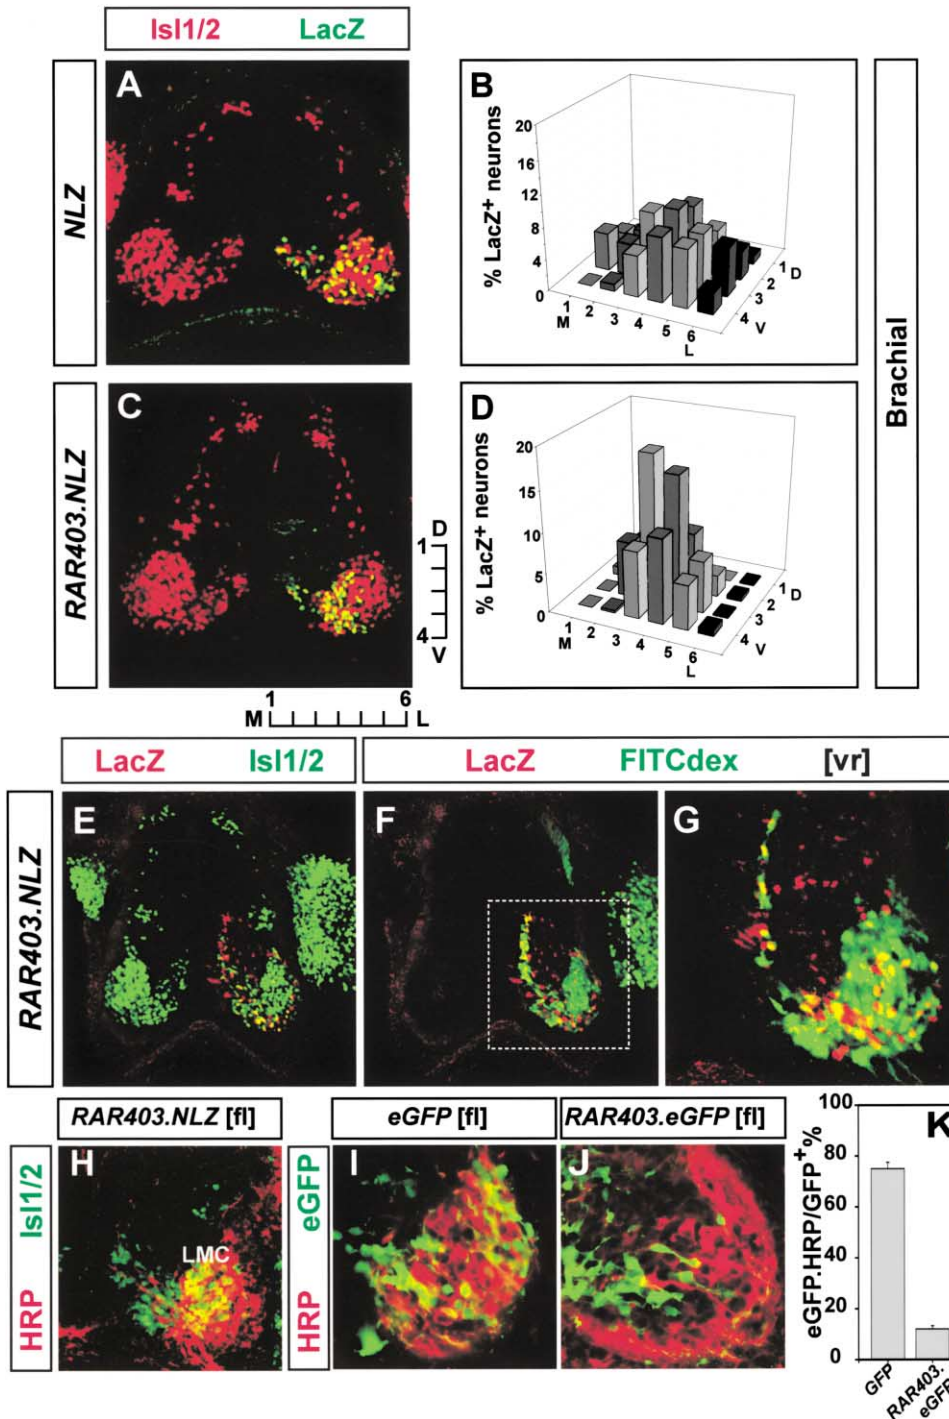 Isl1/2 LacZ
NLZ
A
B
% LacZ+ neurons
20
16
12
8
4
0
1 2 3 4 5 6
M L
1 2 3 4
D V
Brachial
RAR403.NLZ
C
D
1
4
V
1 6
M L
D
% LacZ+ neurons
20
15
10
5
0
1 2 3 4 5 6
M L
1 2 3 4
D V
LacZ Isl1/2
LacZ FITCdex [vr]
RAR403.NLZ
E
F
G
RAR403.NLZ [fl]
eGFP [fl]
RAR403.eGFP [fl]
HRP Isl1/2
H
LMC
HRP eGFP
I
J
K
eGFP.HRP/GFP+%
100
80
60
40
20
0
GFP
RAR403.
eGFP